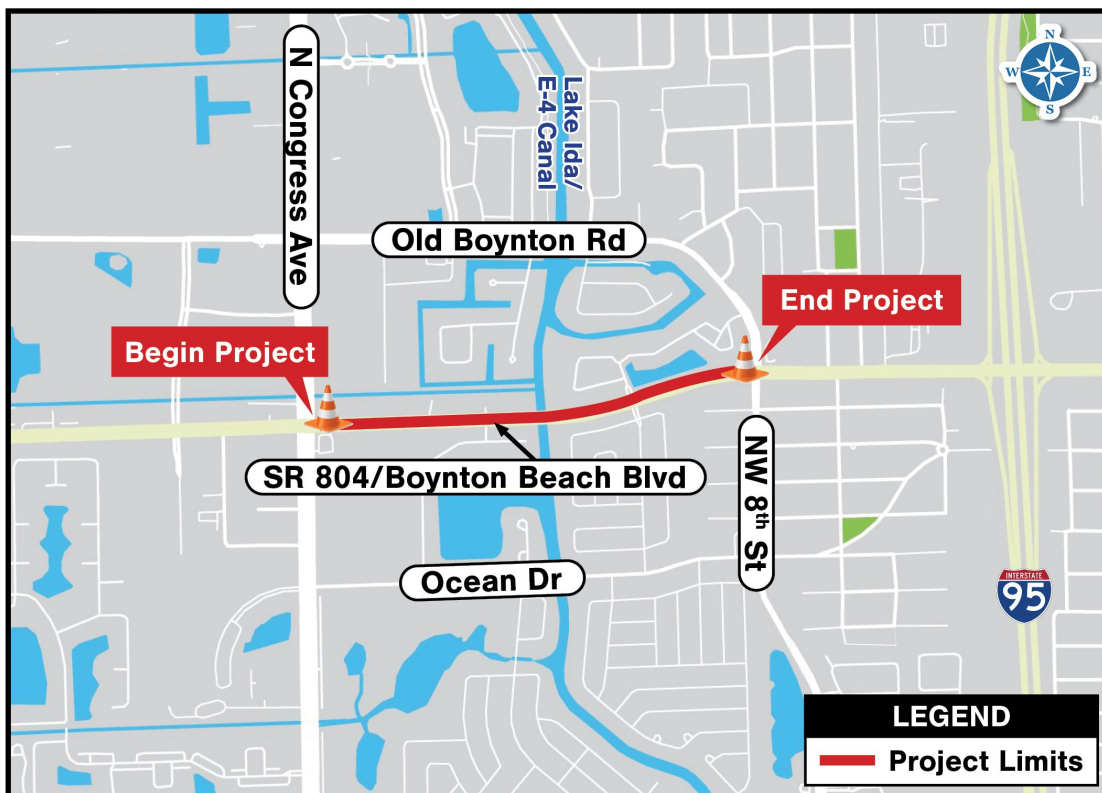 N Congress Ave
Lake Ida/
E-4 Canal
N
W
E
S
Old Boynton Rd
End Project
Begin Project
SR 804/Boynton Beach Blvd
NW 8th St
Ocean Dr
INTERSTATE
95
LEGEND
Project Limits